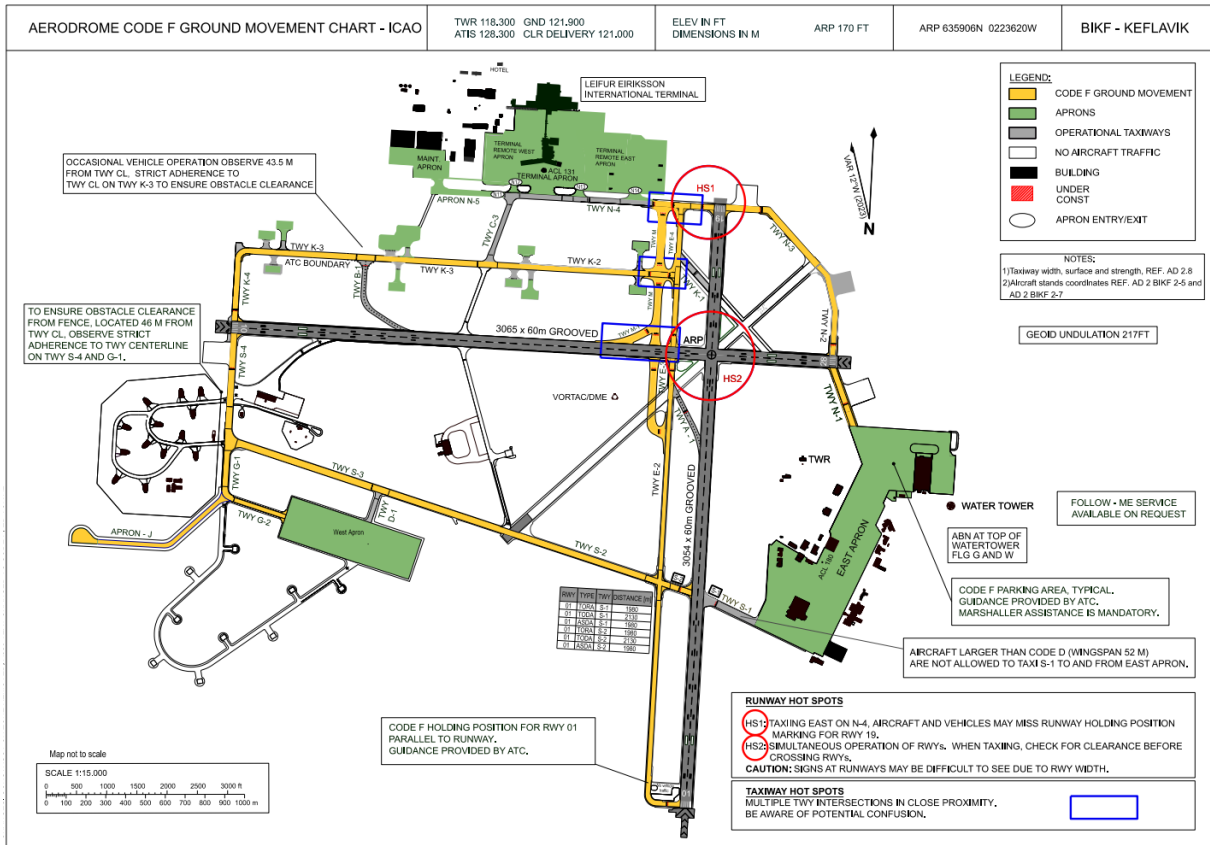 AERODROME CODE F GROUND MOVEMENT CHART - ICAO
TWR 118.300 GND 121.900
ATIS 128.300 CLR DELIVERY 121.000
ELEV IN FT
DIMENSIONS IN M
ARP 170 FT
ARP 635906N 0223620W
BIKF - KEFLAVIK
HOTEL
LEIFUR EIRIKSSON
INTERNATIONAL TERMINAL
LEGEND:
CODE F GROUND MOVEMENT
APRONS
OPERATIONAL TAXIWAYS
NO AIRCRAFT TRAFFIC
BUILDING
UNDER
CONST
APRON ENTRY/EXIT
VAR 12°W (2023)
N
NOTES:
1)Taxiway width, surface and strength, REF. AD 2.8
2)Aircraft stands coordinates REF. AD 2 BIKF 2-5 and
AD 2 BIKF 2-7
GEOID UNDULATION 217FT
OCCASIONAL VEHICLE OPERATION OBSERVE 43.5 M
FROM TWY CL, STRICT ADHERENCE TO
TWY CL ON TWY K-3 TO ENSURE OBSTACLE CLEARANCE
MAINT.
APRON
TERMINAL
REMOTE WEST
APRON
TERMINAL
REMOTE EAST
APRON
ACL 131
TERMINAL APRON
APRON N-5
TWY N-4
HS1
TWY C-3
TWY M
TWY E-4
TWY N-3
TWY K-3
ATC BOUNDARY
TWY B-1
TWY K-3
TWY K-2
TWY K-1
TWY K-4
TWY M
TWY N-2
TO ENSURE OBSTACLE CLEARANCE
FROM FENCE, LOCATED 46 M FROM
TWY CL, OBSERVE STRICT
ADHERENCE TO TWY CENTERLINE
ON TWY S-4 AND G-1.
3065 x 60m GROOVED
TWY M
ARP
HS2
TWY S-4
TWY N-1
VORTAC/DME
TWY A-1
TWR
TWY G-1
TWY S-3
TWY E-2
3054 x 60m GROOVED
WATER TOWER
FOLLOW - ME SERVICE
AVAILABLE ON REQUEST
TWY G-2
TWY
D-1
APRON - J
West Apron
TWY S-2
ABN AT TOP OF
WATERTOWER
FLG G AND W
EAST APRON
ACL 180
CODE F PARKING AREA, TYPICAL.
GUIDANCE PROVIDED BY ATC.
MARSHALLER ASSISTANCE IS MANDATORY.
TWY S-1
RWY TYPE TWY DISTANCE [m]
01 TORA S-1 1980
01 TODA S-1 2130
01 ASDA S-1 1980
01 TORA S-2 1980
01 TODA S-2 2130
01 ASDA S-2 1980
AIRCRAFT LARGER THAN CODE D (WINGSPAN 52 M)
ARE NOT ALLOWED TO TAXI S-1 TO AND FROM EAST APRON.
CODE F HOLDING POSITION FOR RWY 01
PARALLEL TO RUNWAY.
GUIDANCE PROVIDED BY ATC.
RUNWAY HOT SPOTS
HS1: TAXIING EAST ON N-4, AIRCRAFT AND VEHICLES MAY MISS RUNWAY HOLDING POSITION
MARKING FOR RWY 19.
HS2: SIMULTANEOUS OPERATION OF RWYs. WHEN TAXIING, CHECK FOR CLEARANCE BEFORE
CROSSING RWYs.
CAUTION: SIGNS AT RUNWAYS MAY BE DIFFICULT TO SEE DUE TO RWY WIDTH.
TAXIWAY HOT SPOTS
MULTIPLE TWY INTERSECTIONS IN CLOSE PROXIMITY.
BE AWARE OF POTENTIAL CONFUSION.
Map not to scale
SCALE 1:15.000
0 500 1000 1500 2000 2500 3000 ft
0 100 200 300 400 500 600 700 800 900 1000 m